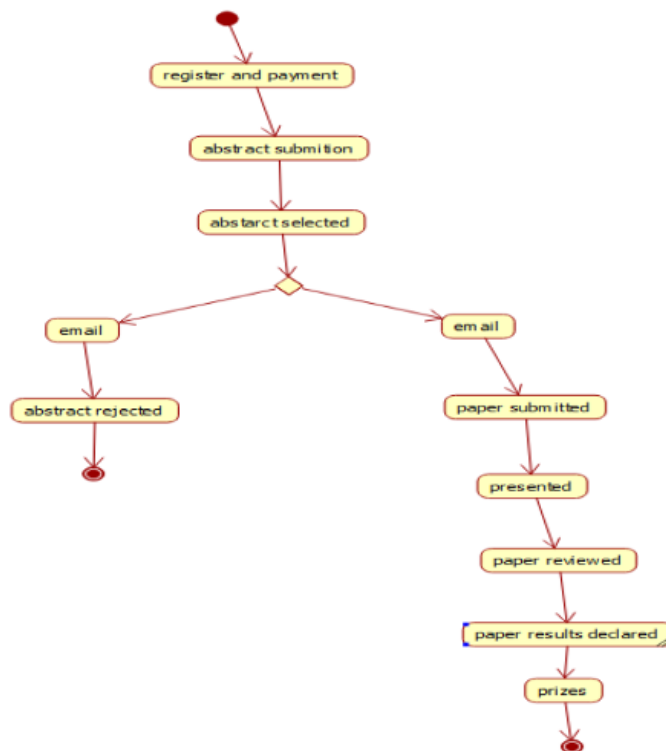 register and payment
abstract submition
abstarct selected
email
email
abstract rejected
paper submitted
presented
paper reviewed
paper results declared
prizes